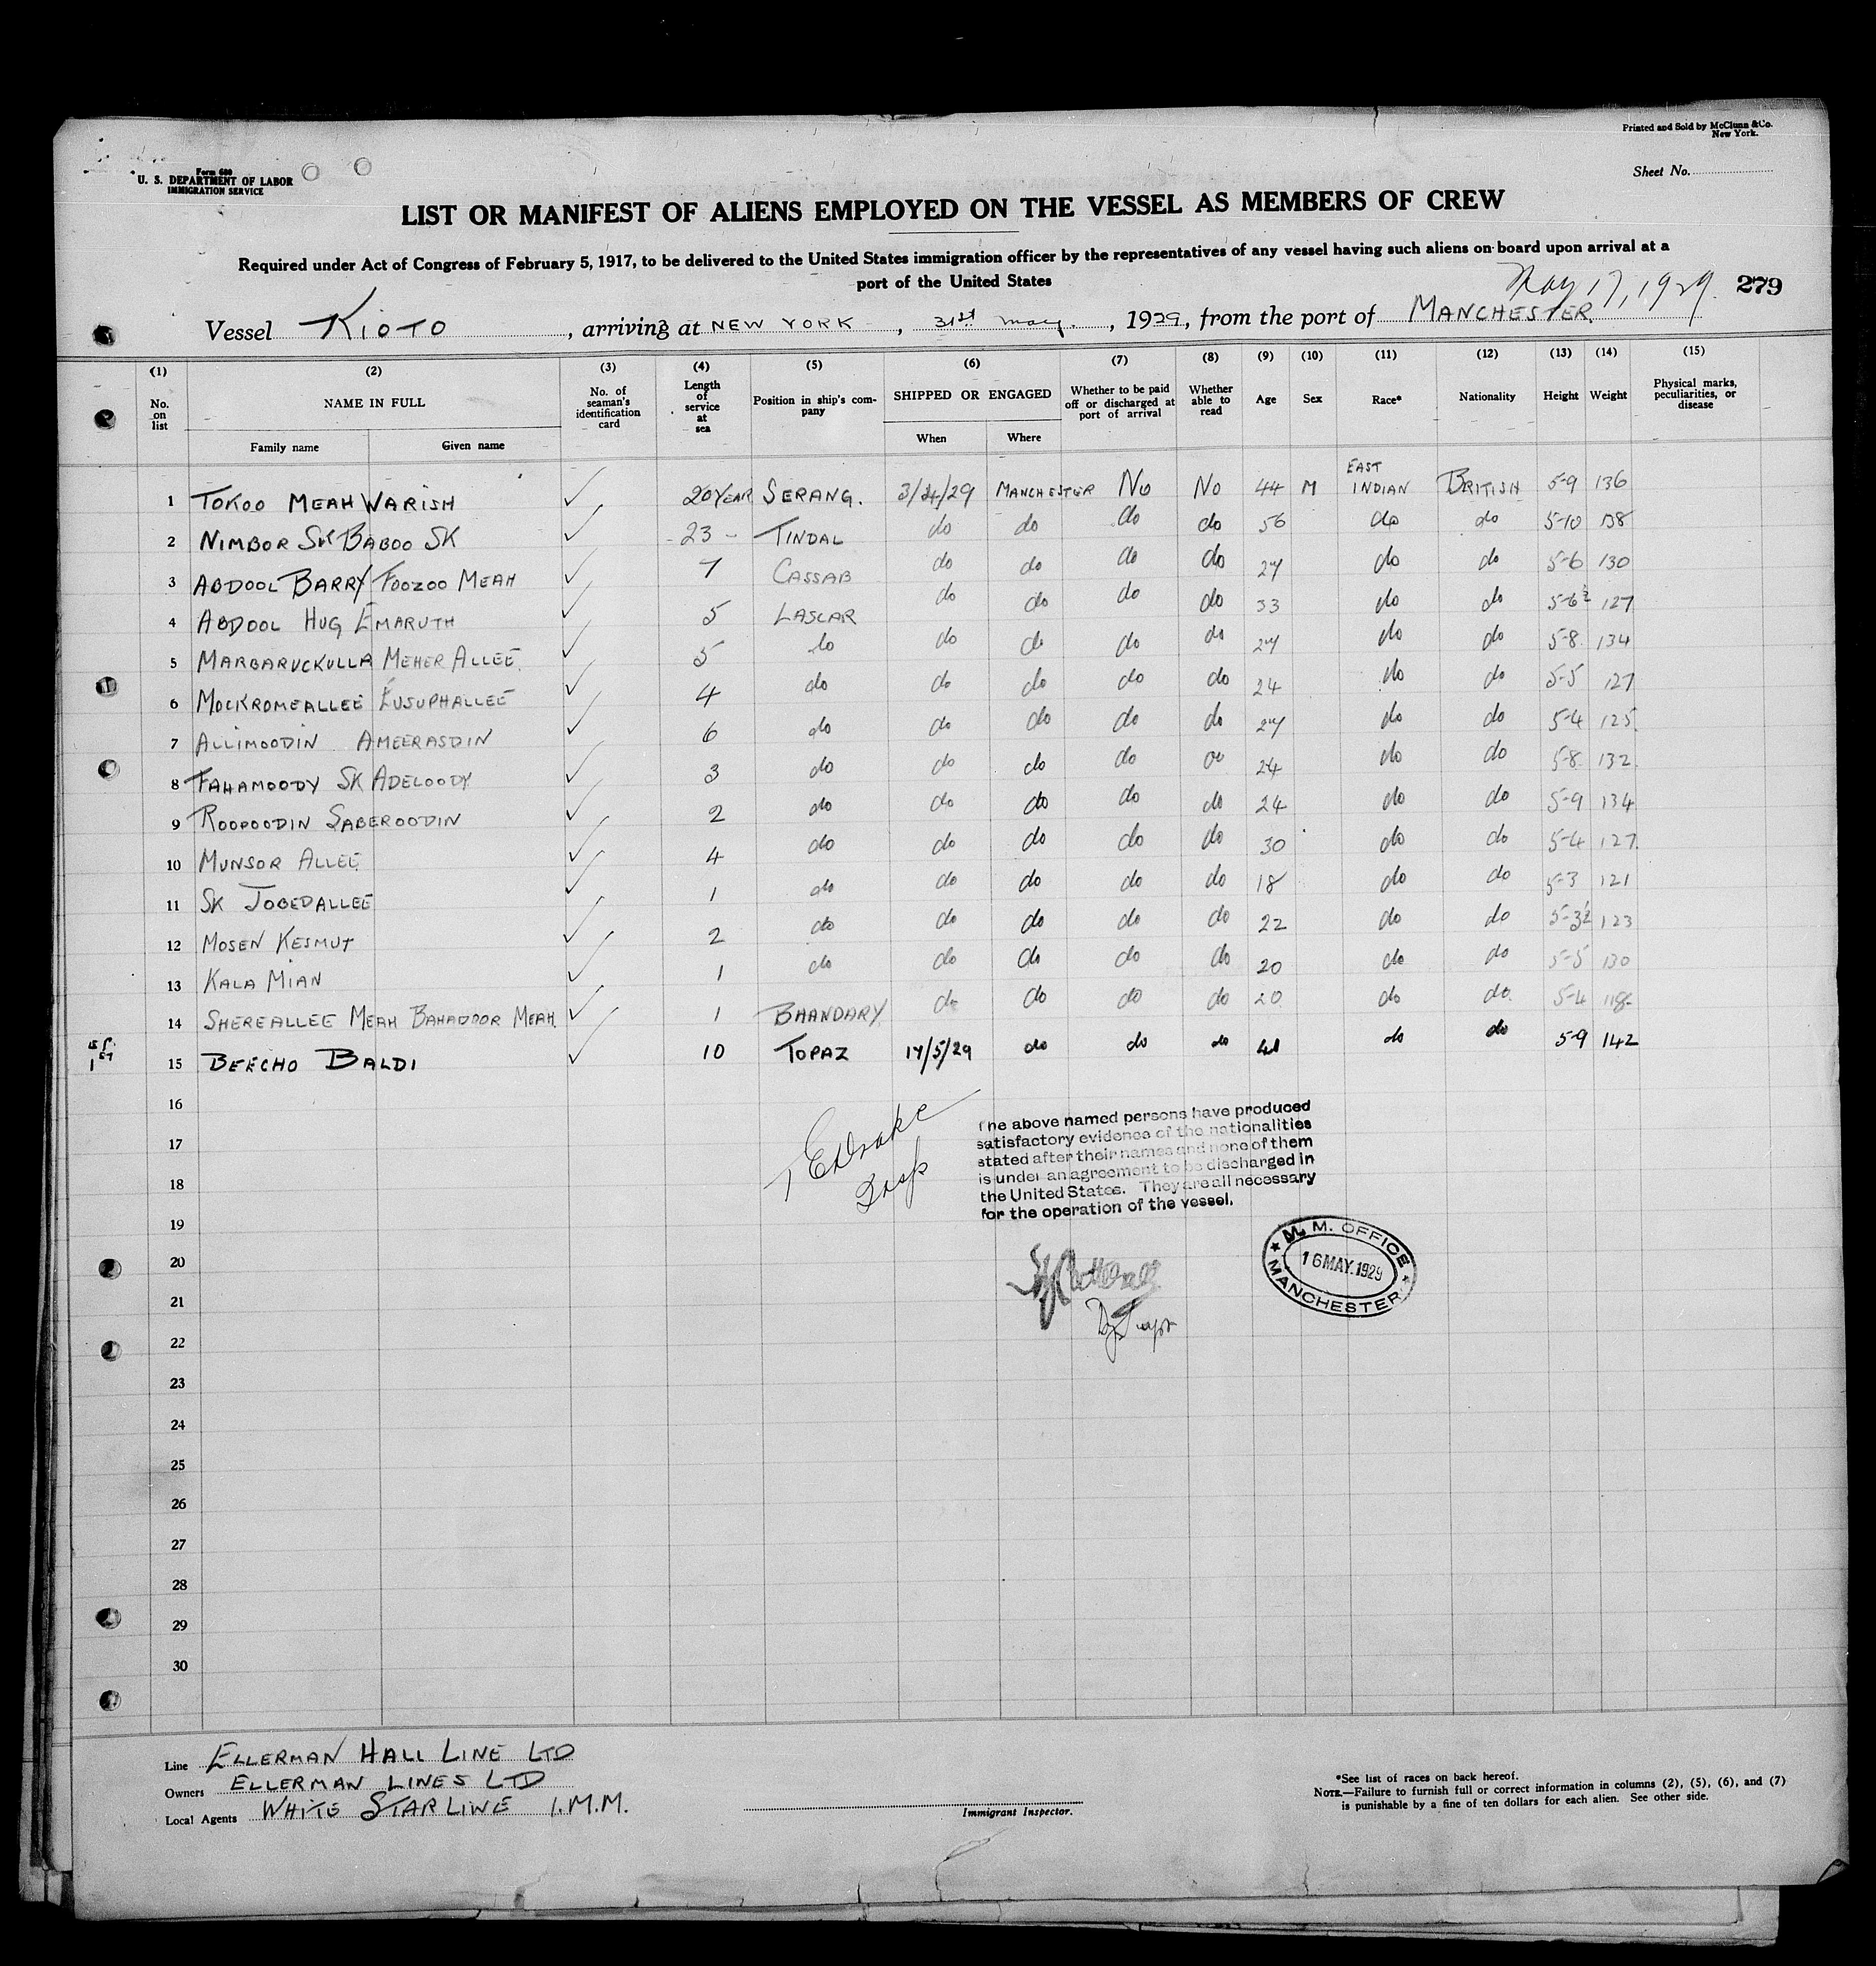 Printed and Sold by McClunn & Co.
New York.
Form 680
U. S. DEPARTMENT OF LABOR
IMMIGRATION SERVICE
Sheet No.
LIST OR MANIFEST OF ALIENS EMPLOYED ON THE VESSEL AS MEMBERS OF CREW
Required under Act of Congress of February 5, 1917, to be delivered to the United States immigration officer by the representatives of any vessel having such aliens on board upon arrival at a
port of the United States
May 17, 1929. 279
Vessel KIOTO, arriving at NEW YORK, 31st May, 1929, from the port of MANCHESTER.
(1) (2) (3) (4) (5) (6) (7) (8) (9) (10) (11) (12) (13) (14) (15)
No. on list NAME IN FULL No. of seaman's identification card Length of service at sea Position in ship's company SHIPPED OR ENGAGED Whether to be paid off or discharged at port of arrival Whether able to read Age Sex Race* Nationality Height Weight Physical marks, peculiarities, or disease
Family name Given name When Where
1 TOKOO MEAH WARISH ✓ 20 YEAR SERANG. 3/4/29 MANCHESTER No No 44 M EAST INDIAN BRITISH 5-9 136
2 NIMBOR SK BABOO SK ✓ 23 - TINDAL do do do do 56 do do 5-10 138
3 ABDOOL BARRY FOOZOO MEAH ✓ 7 CASSAB do do do do 27 do do 5-6 130
4 ABDOOL HUG EMARUTH ✓ 5 LASCAR do do do do 33 do do 5-6½ 127
5 MARBARUCKULLA MEHER ALLEE. ✓ 5 do do do do do 27 do do 5-8 134
6 MOCKROMEALLEE EUSUPHALLEE ✓ 4 do do do do do 24 do do 5-5 127
7 ALLIMOODIN AMEERASDIN ✓ 6 do do do do do 27 do do 5-4 125
8 FAHAMOODY SK ADELOODY ✓ 3 do do do do do 24 do do 5-8 132
9 ROOPOODIN SABEROODIN ✓ 2 do do do do do 24 do do 5-9 134
10 MUNSOR ALLEE ✓ 4 do do do do do 30 do do 5-4 127
11 SK JOBEDALLEE ✓ 1 do do do do do 18 do do 5-3 121
12 MOSEN KESMUT ✓ 2 do do do do do 22 do do 5-3½ 123
13 KALA MIAN ✓ 1 do do do do do 20 do do 5-5 130
14 SHEREALLEE MEAH BAHADOOR MEAH. ✓ 1 BHANDARY do do do do 20 do do 5-4 118
15 BEECHO BALDI ✓ 10 TOPAZ 17/5/29 do do do 41 do do 5-9 142
16
17
18
19
20
21
22
23
24
25
26
27
28
29
30
E Drake
Insp
The above named persons have produced
satisfactory evidence of the nationalities
stated after their names and none of them
is under an agreement to be discharged in
the United States. They are all necessary
for the operation of the vessel.
M. M. OFFICE
16 MAY. 1929
MANCHESTER
Line ELLERMAN HALL LINE LTD
Owners ELLERMAN LINES LTD
Local Agents WHITE STAR LINE I.M.M.
Immigrant Inspector.
*See list of races on back hereof.
NOTE.—Failure to furnish full or correct information in columns (2), (5), (6), and (7)
is punishable by a fine of ten dollars for each alien. See other side.